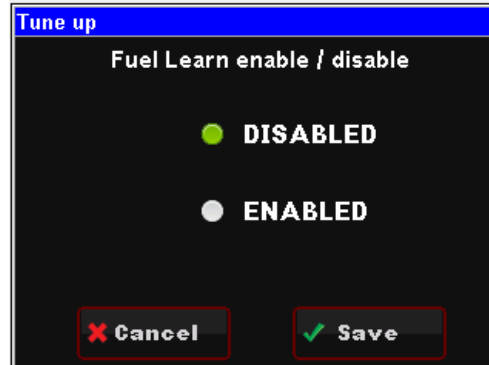 Tune up
Fuel Learn enable / disable
DISABLED
ENABLED
Cancel Save